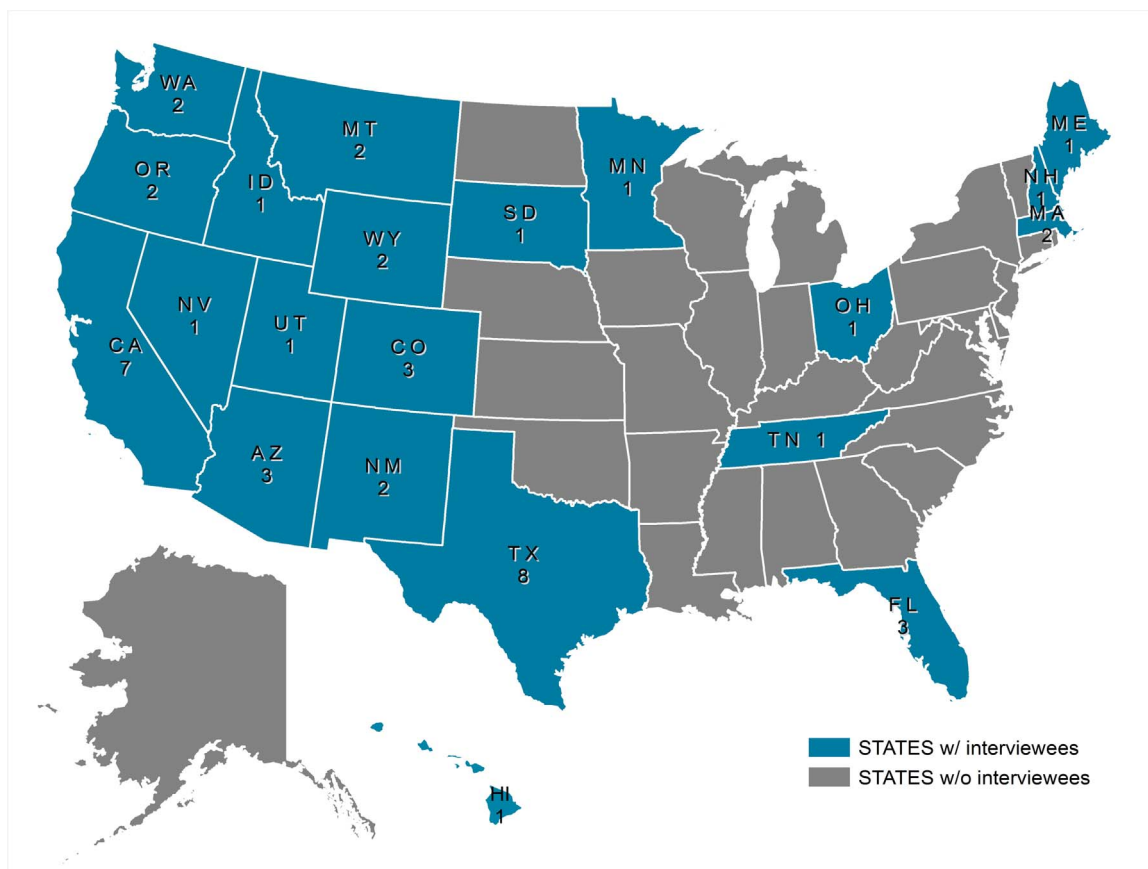 WA
2
OR
2
ID
1
MT
2
WY
2
SD
1
MN
1
ME
1
NH
1
MA
2
CA
7
NV
1
UT
1
CO
3
OH
1
AZ
3
NM
2
TN 1
TX
8
FL
3
HI
1
STATES w/ interviewees
STATES w/o interviewees